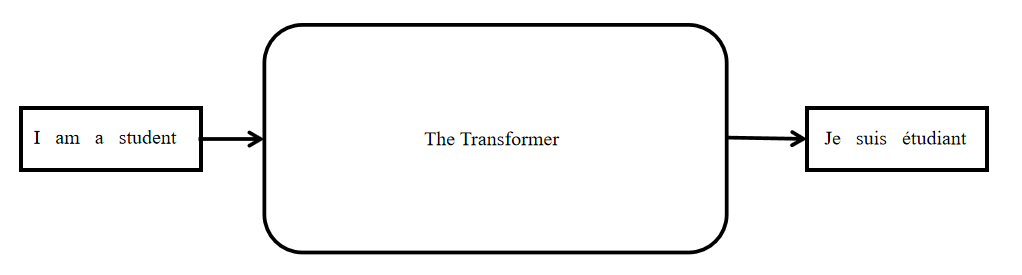 I am a student
The Transformer
Je suis étudiant